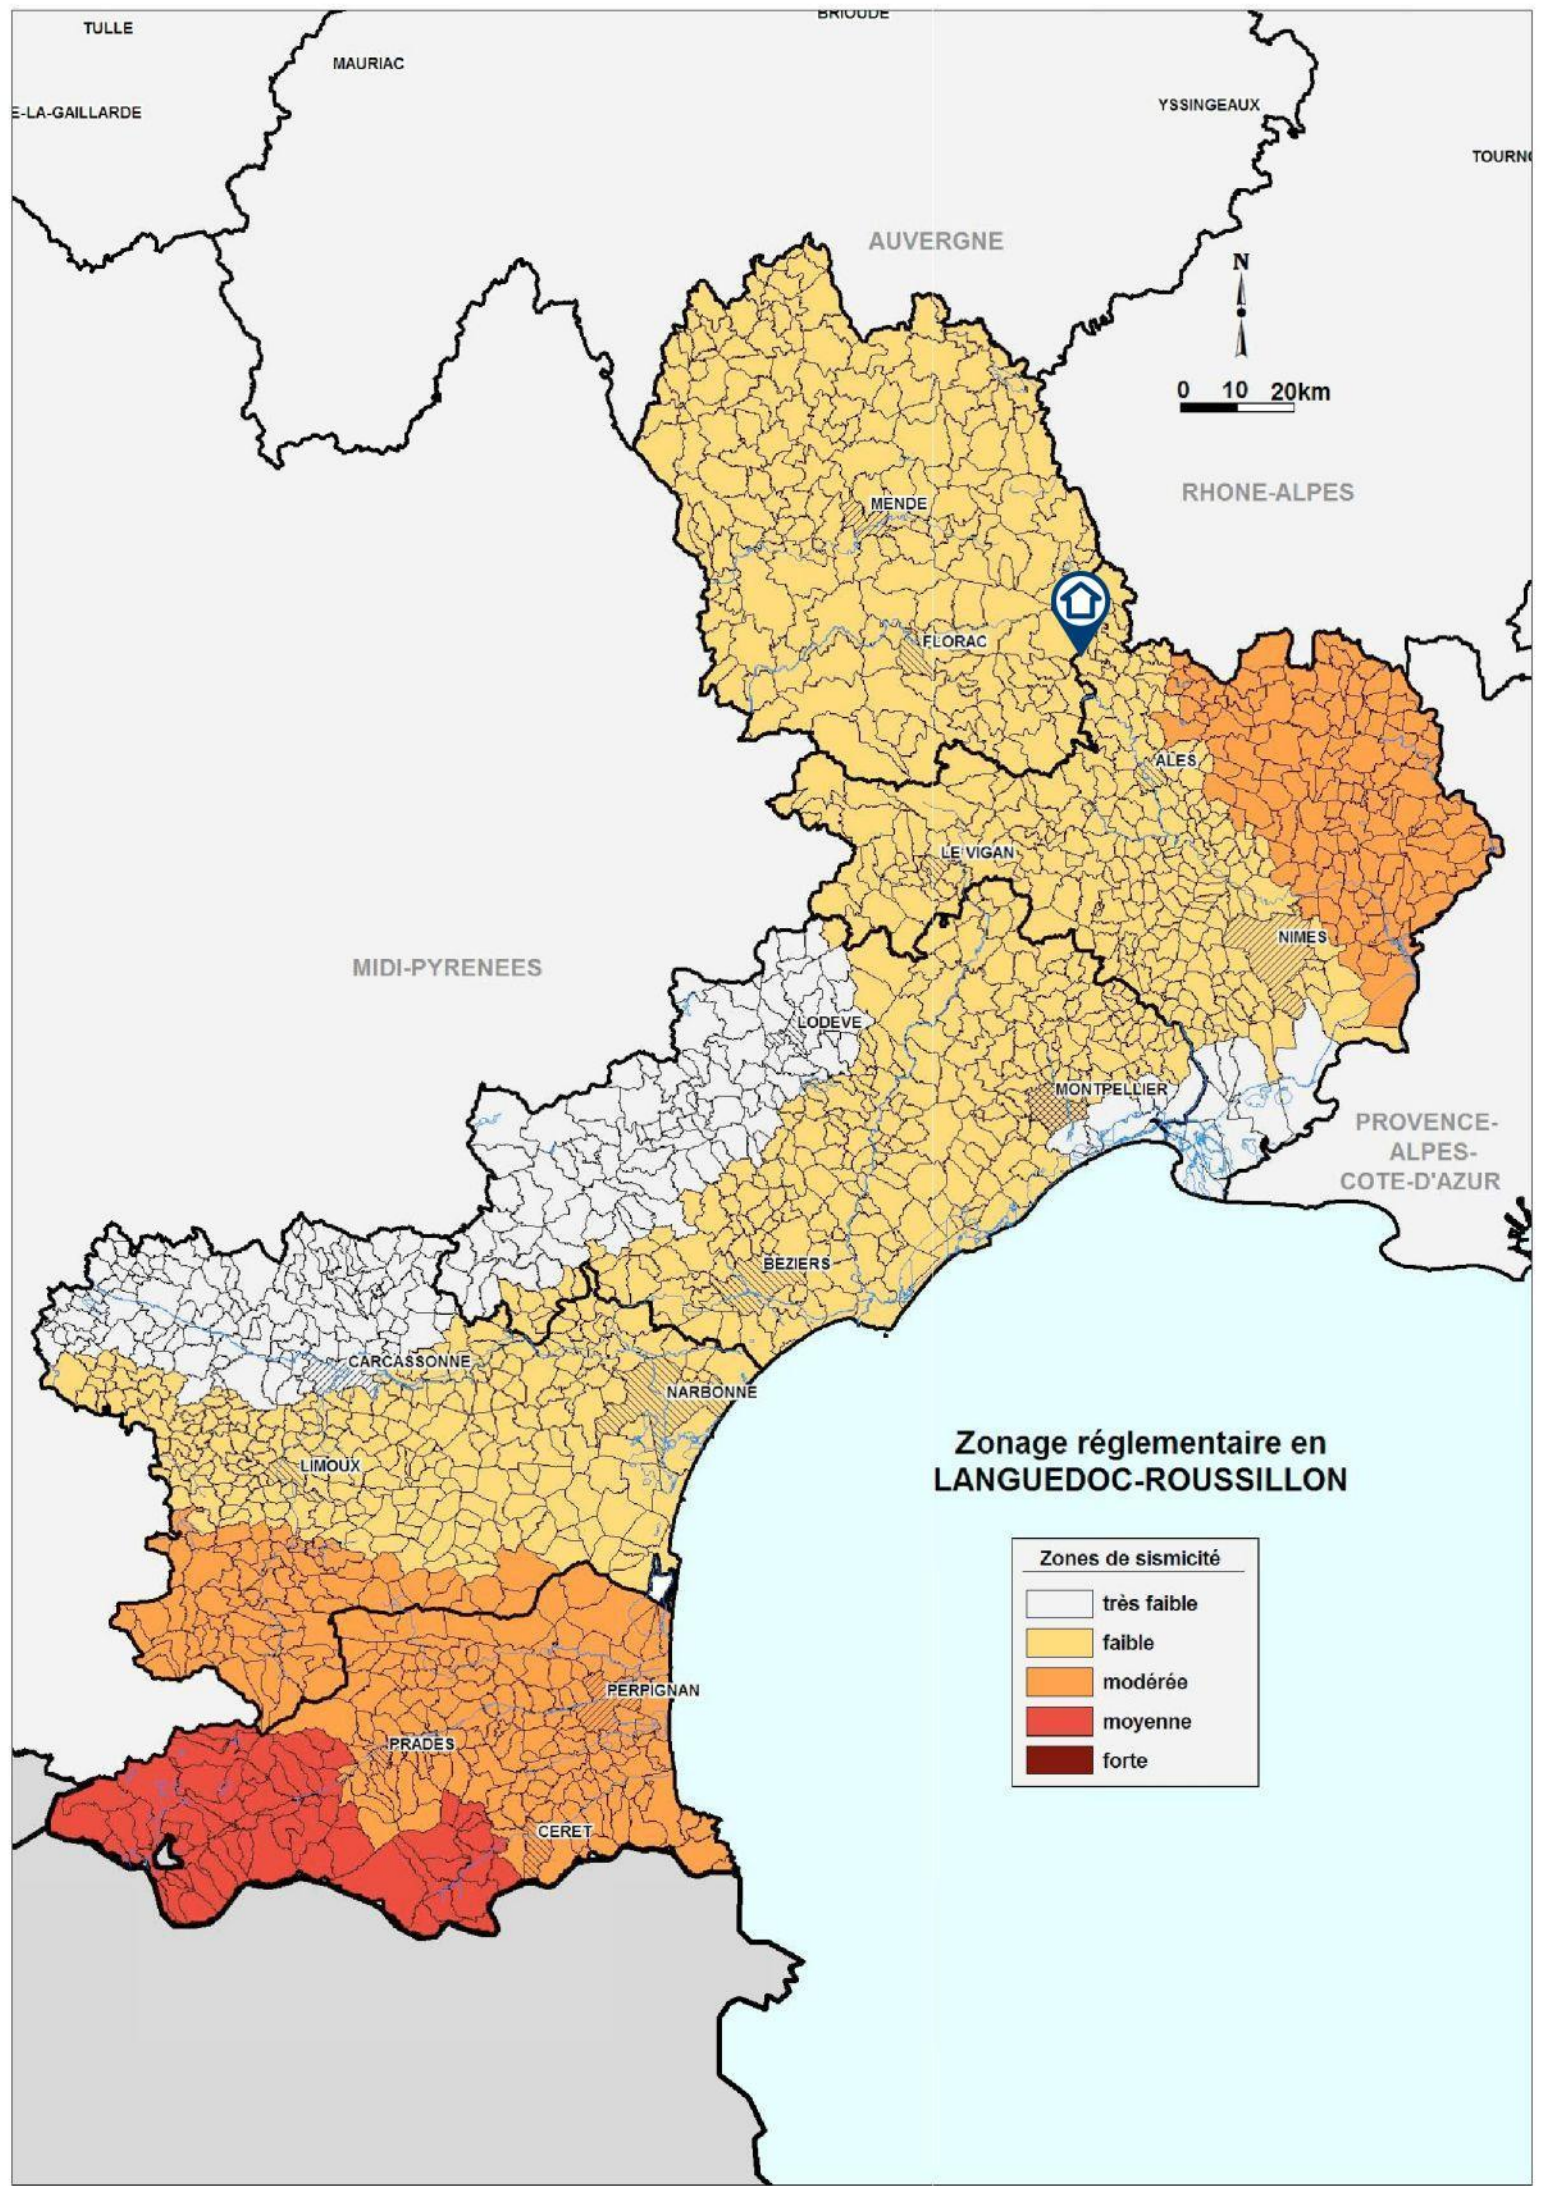 BRIOUDE
TULLE
MAURIAC
E-LA-GAILLARDE
YSSINGEAUX
TOURNO
AUVERGNE
N
0 10 20km
RHONE-ALPES
MENDE
FLORAC
ALES
LE VIGAN
NIMES
MIDI-PYRENEES
LODEVE
MONTPELLIER
PROVENCE-
ALPES-
COTE-D'AZUR
BEZIERS
CARCASSONNE
NARBONNE
Zonage réglementaire en
LANGUEDOC-ROUSSILLON
LIMOUX
Zones de sismicité
très faible
faible
modérée
moyenne
forte
PERPIGNAN
PRADES
CERET